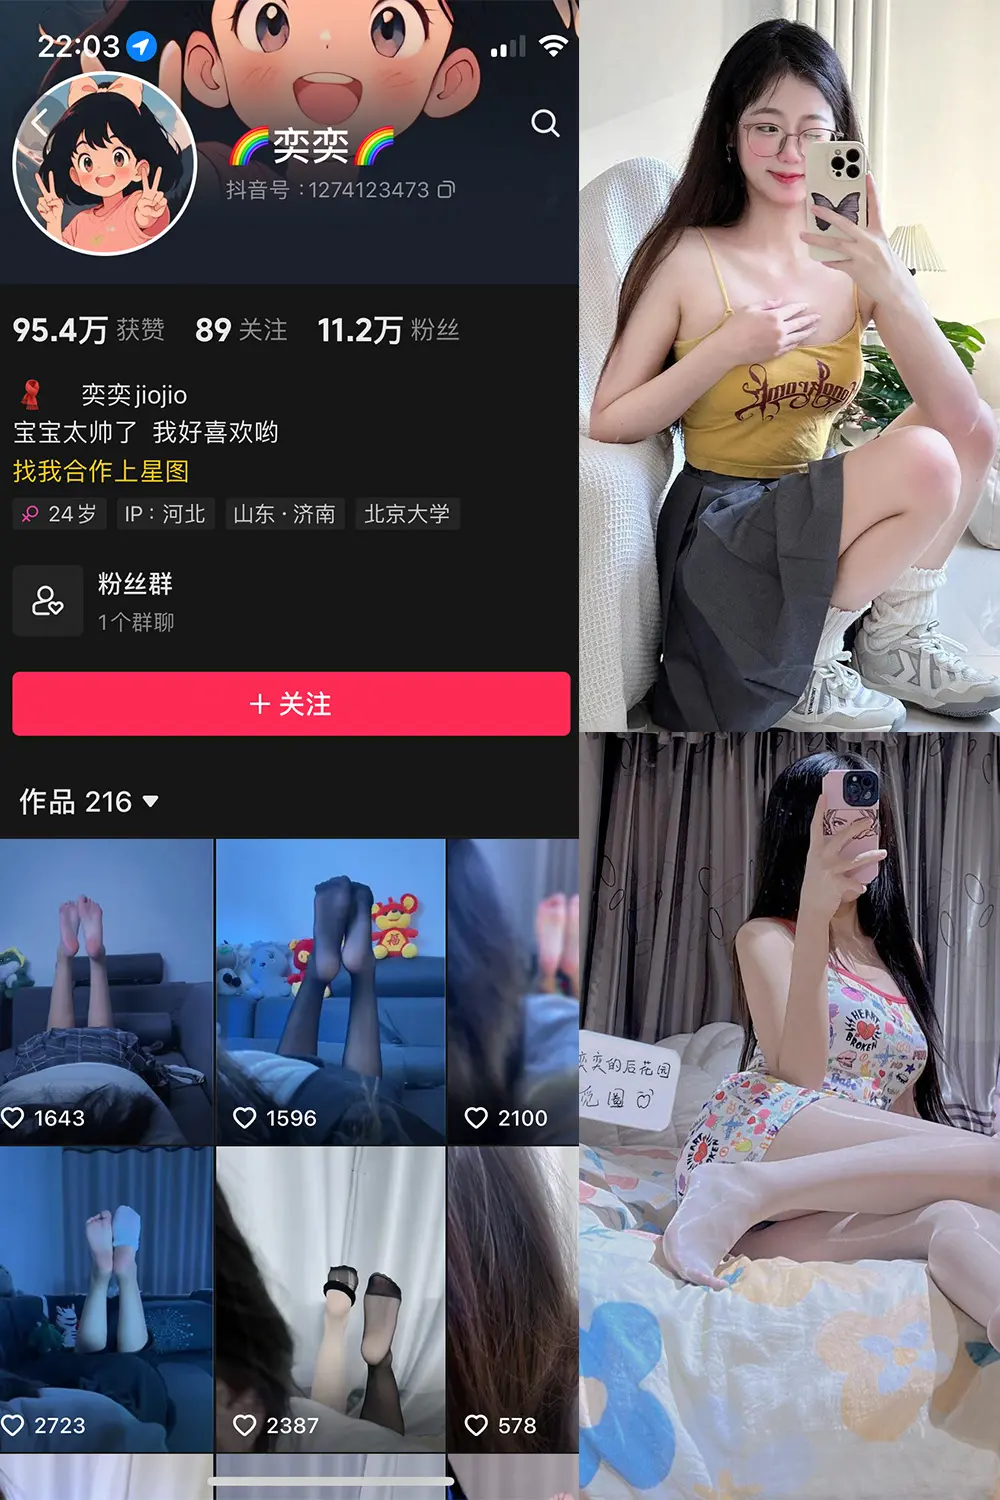 22:03
🌈奕奕🌈
抖音号：1274123473
95.4万 获赞 89 关注 11.2万 粉丝
奕奕jiojio
宝宝太帅了 我好喜欢哟
找我合作上星图
24岁 IP：河北 山东·济南 北京大学
粉丝群
1个群聊
+ 关注
作品 216
1643
1596
2100
2723
2387
578
HEART
BROKEN
Babe
奕奕的后花园